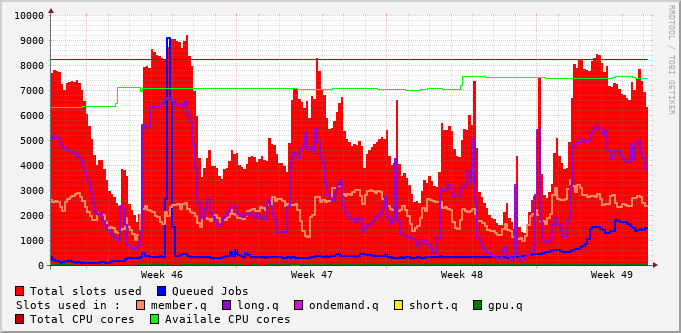 10000
9000
8000
7000
6000
5000
4000
3000
2000
1000
0
Week 46 Week 47 Week 48 Week 49
RRDTOOL / TOBI OETIKER
Total slots used Queued Jobs
Slots used in : member.q long.q ondemand.q short.q gpu.q
Total CPU cores Availale CPU cores